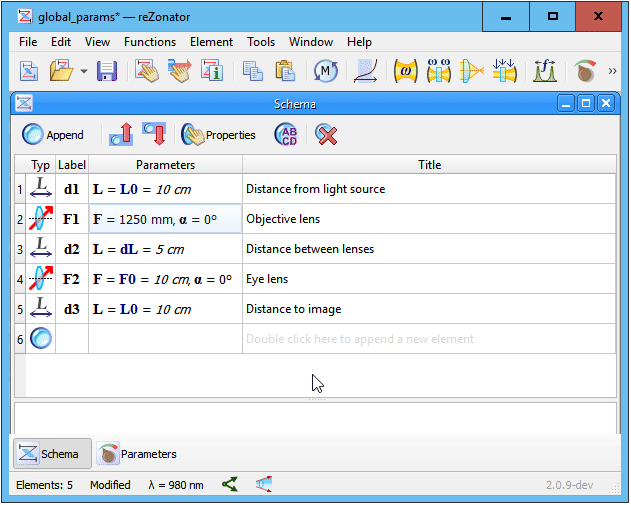 global_params* — reZonator
File Edit View Functions Element Tools Window Help
Schema
Append Properties
Typ Label Parameters Title
1 L d1 L = L0 = 10 cm Distance from light source
2 F1 F = 1250 mm, α = 0° Objective lens
3 L d2 L = dL = 5 cm Distance between lenses
4 F2 F = F0 = 10 cm, α = 0° Eye lens
5 L d3 L = L0 = 10 cm Distance to image
6 Double click here to append a new element
Schema Parameters
Elements: 5 Modified λ = 980 nm 2.0.9-dev